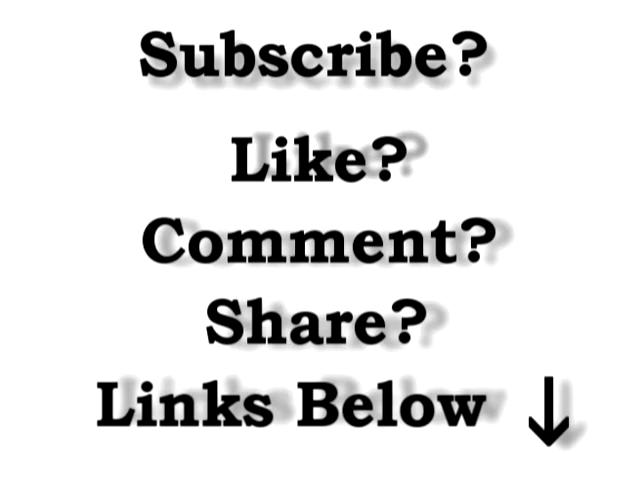 Subscribe?
Like?
Comment?
Share?
Links Below ↓